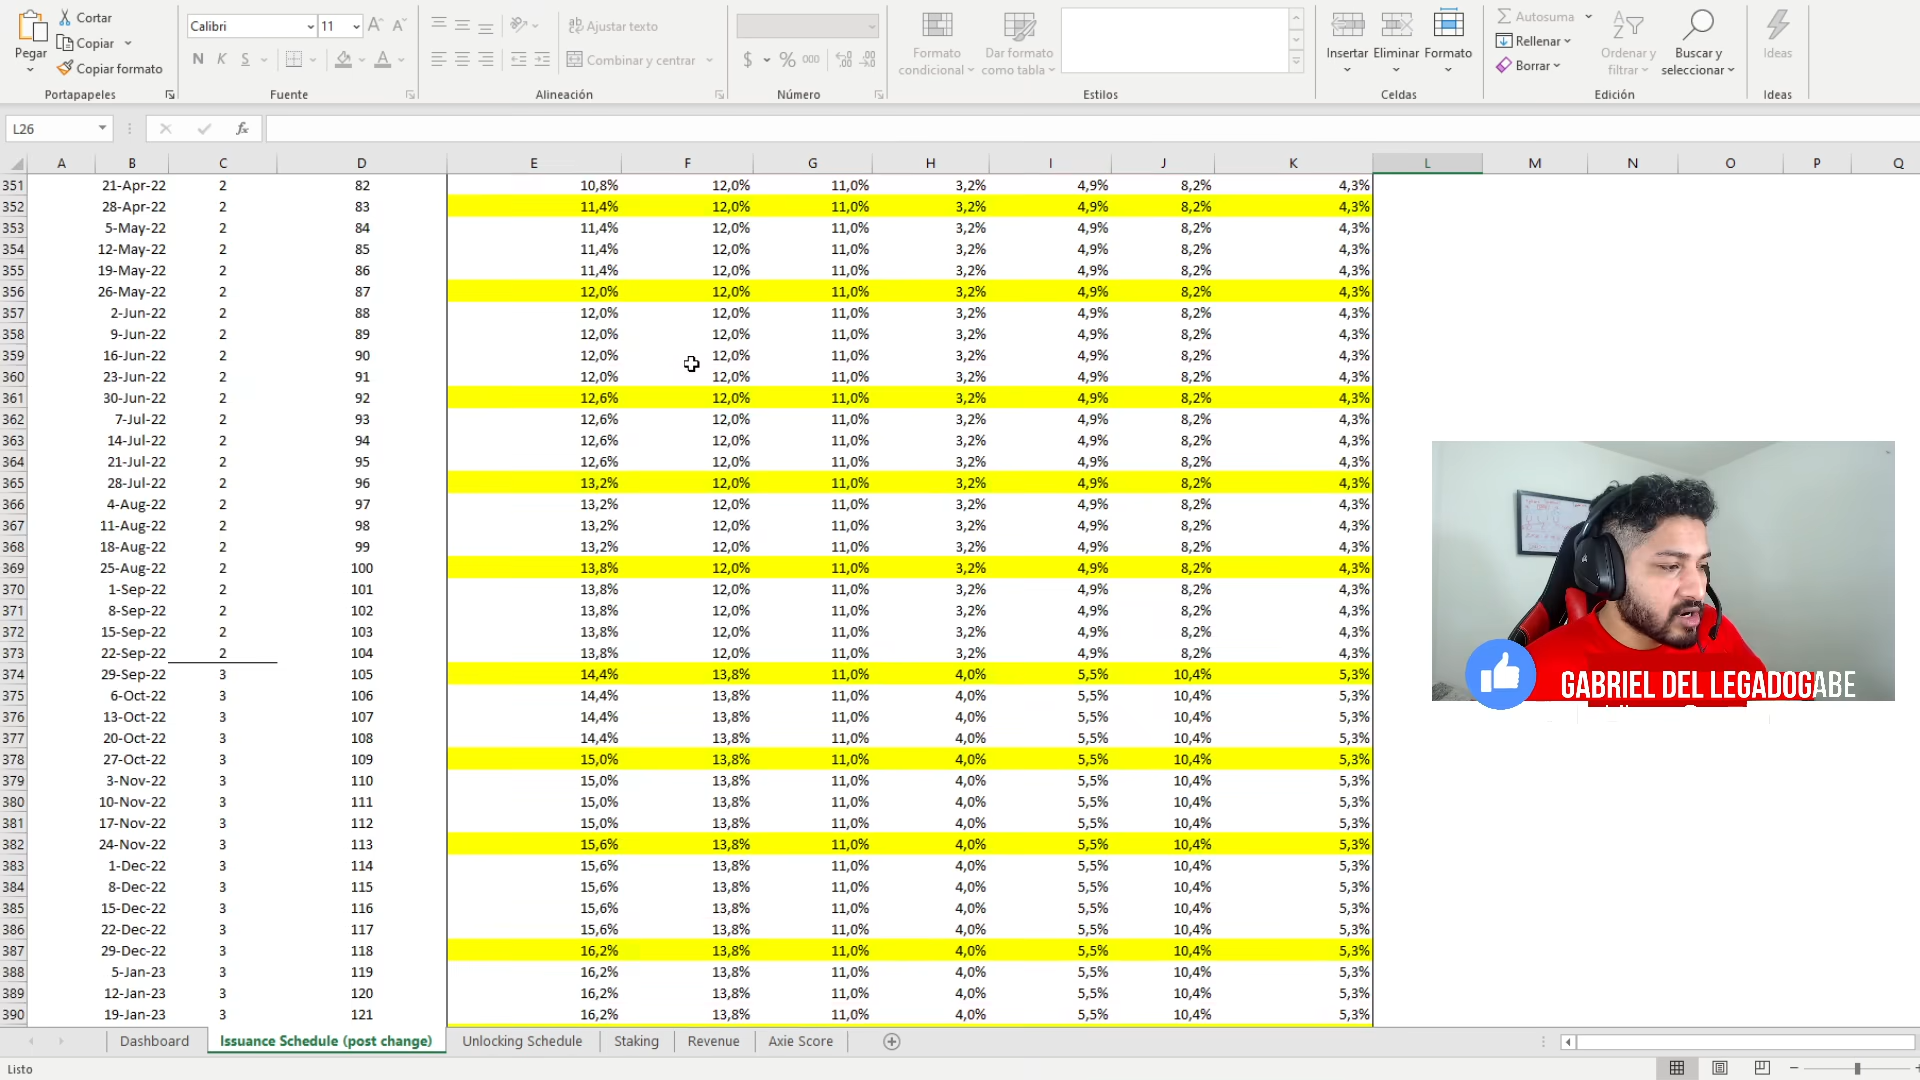 Pegar
Cortar
Copiar
Copiar formato
Portapapeles
Calibri 11
N K S
Fuente
Ajustar texto
Combinar y centrar
Alineación
$ % 000
Número
Formato condicional
Dar formato como tabla
Estilos
Insertar Eliminar Formato
Celdas
Autosuma
Rellenar
Borrar
Ordenar y filtrar
Buscar y seleccionar
Edición
Ideas
Ideas
L26 fx
A B C D E F G H I J K L M N O P Q
351 21-Apr-22 2 82 10,8% 12,0% 11,0% 3,2% 4,9% 8,2% 4,3%
352 28-Apr-22 2 83 11,4% 12,0% 11,0% 3,2% 4,9% 8,2% 4,3%
353 5-May-22 2 84 11,4% 12,0% 11,0% 3,2% 4,9% 8,2% 4,3%
354 12-May-22 2 85 11,4% 12,0% 11,0% 3,2% 4,9% 8,2% 4,3%
355 19-May-22 2 86 11,4% 12,0% 11,0% 3,2% 4,9% 8,2% 4,3%
356 26-May-22 2 87 12,0% 12,0% 11,0% 3,2% 4,9% 8,2% 4,3%
357 2-Jun-22 2 88 12,0% 12,0% 11,0% 3,2% 4,9% 8,2% 4,3%
358 9-Jun-22 2 89 12,0% 12,0% 11,0% 3,2% 4,9% 8,2% 4,3%
359 16-Jun-22 2 90 12,0% 12,0% 11,0% 3,2% 4,9% 8,2% 4,3%
360 23-Jun-22 2 91 12,0% 12,0% 11,0% 3,2% 4,9% 8,2% 4,3%
361 30-Jun-22 2 92 12,6% 12,0% 11,0% 3,2% 4,9% 8,2% 4,3%
362 7-Jul-22 2 93 12,6% 12,0% 11,0% 3,2% 4,9% 8,2% 4,3%
363 14-Jul-22 2 94 12,6% 12,0% 11,0% 3,2% 4,9% 8,2% 4,3%
364 21-Jul-22 2 95 12,6% 12,0% 11,0% 3,2% 4,9% 8,2% 4,3%
365 28-Jul-22 2 96 13,2% 12,0% 11,0% 3,2% 4,9% 8,2% 4,3%
366 4-Aug-22 2 97 13,2% 12,0% 11,0% 3,2% 4,9% 8,2% 4,3%
367 11-Aug-22 2 98 13,2% 12,0% 11,0% 3,2% 4,9% 8,2% 4,3%
368 18-Aug-22 2 99 13,2% 12,0% 11,0% 3,2% 4,9% 8,2% 4,3%
369 25-Aug-22 2 100 13,8% 12,0% 11,0% 3,2% 4,9% 8,2% 4,3%
370 1-Sep-22 2 101 13,8% 12,0% 11,0% 3,2% 4,9% 8,2% 4,3%
371 8-Sep-22 2 102 13,8% 12,0% 11,0% 3,2% 4,9% 8,2% 4,3%
372 15-Sep-22 2 103 13,8% 12,0% 11,0% 3,2% 4,9% 8,2% 4,3%
373 22-Sep-22 2 104 13,8% 12,0% 11,0% 3,2% 4,9% 8,2% 4,3%
374 29-Sep-22 3 105 14,4% 13,8% 11,0% 4,0% 5,5% 10,4% 5,3%
375 6-Oct-22 3 106 14,4% 13,8% 11,0% 4,0% 5,5% 10,4% 5,3%
376 13-Oct-22 3 107 14,4% 13,8% 11,0% 4,0% 5,5% 10,4% 5,3%
377 20-Oct-22 3 108 14,4% 13,8% 11,0% 4,0% 5,5% 10,4% 5,3%
378 27-Oct-22 3 109 15,0% 13,8% 11,0% 4,0% 5,5% 10,4% 5,3%
379 3-Nov-22 3 110 15,0% 13,8% 11,0% 4,0% 5,5% 10,4% 5,3%
380 10-Nov-22 3 111 15,0% 13,8% 11,0% 4,0% 5,5% 10,4% 5,3%
381 17-Nov-22 3 112 15,0% 13,8% 11,0% 4,0% 5,5% 10,4% 5,3%
382 24-Nov-22 3 113 15,6% 13,8% 11,0% 4,0% 5,5% 10,4% 5,3%
383 1-Dec-22 3 114 15,6% 13,8% 11,0% 4,0% 5,5% 10,4% 5,3%
384 8-Dec-22 3 115 15,6% 13,8% 11,0% 4,0% 5,5% 10,4% 5,3%
385 15-Dec-22 3 116 15,6% 13,8% 11,0% 4,0% 5,5% 10,4% 5,3%
386 22-Dec-22 3 117 15,6% 13,8% 11,0% 4,0% 5,5% 10,4% 5,3%
387 29-Dec-22 3 118 16,2% 13,8% 11,0% 4,0% 5,5% 10,4% 5,3%
388 5-Jan-23 3 119 16,2% 13,8% 11,0% 4,0% 5,5% 10,4% 5,3%
389 12-Jan-23 3 120 16,2% 13,8% 11,0% 4,0% 5,5% 10,4% 5,3%
390 19-Jan-23 3 121 16,2% 13,8% 11,0% 4,0% 5,5% 10,4% 5,3%
GABRIEL DEL LEGADOGABE
Dashboard Issuance Schedule (post change) Unlocking Schedule Staking Revenue Axie Score
Listo